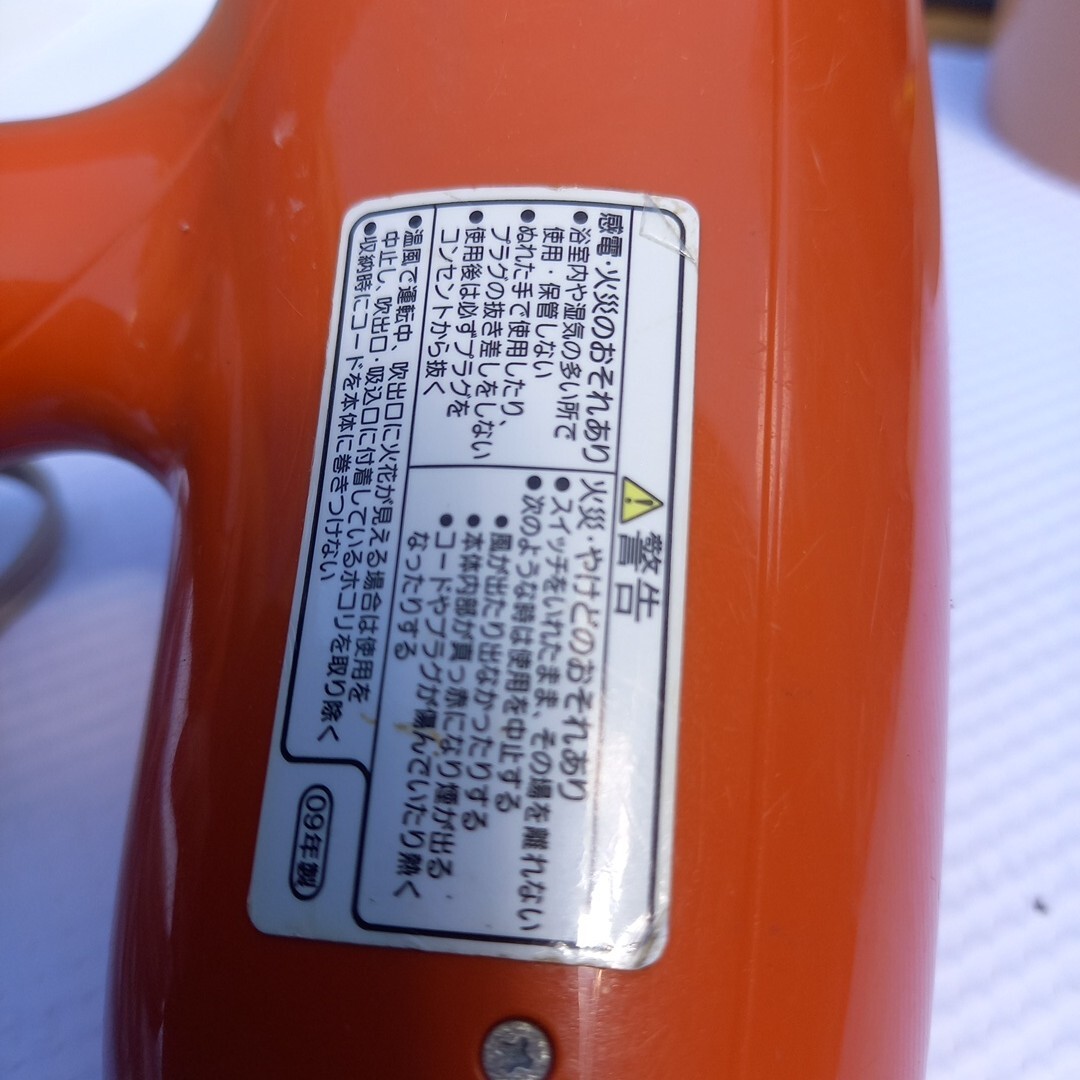 警告
感電・火災のおそれあり
●浴室内や湿気の多い所で
使用・保管しない
●ぬれた手で使用したり、
プラグの抜き差しをしない
●使用後は必ずプラグを
コンセントから抜く
火災・やけどのおそれあり
●スイッチをいれたまま、その場を離れない
●次のような時は使用を中止する
●風が出たり出なかったりする
●本体内部が真っ赤になり煙が出る
●コードやプラグが傷んでいたり熱く
なったりする
●温風で運転中、吹出口に火花が見える場合は使用を
中止し、吹出口・吸込口に付着しているホコリを取り除く
●収納時にコードを本体に巻きつけない
09年製